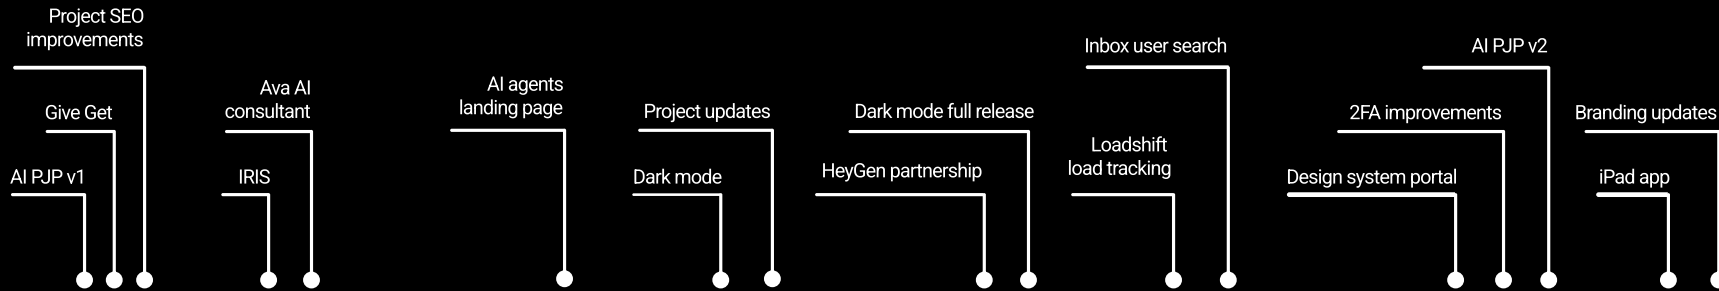 Project SEO
improvements
Give Get
AI PJP v1
Ava AI
consultant
IRIS
AI agents
landing page
Project updates
Dark mode
Dark mode full release
HeyGen partnership
Inbox user search
Loadshift
load tracking
AI PJP v2
2FA improvements
Design system portal
Branding updates
iPad app